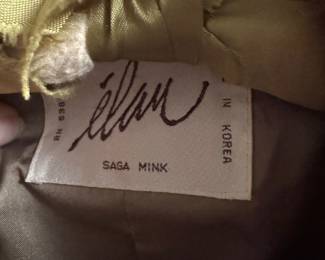 élan
SAGA MINK
IN KOREA